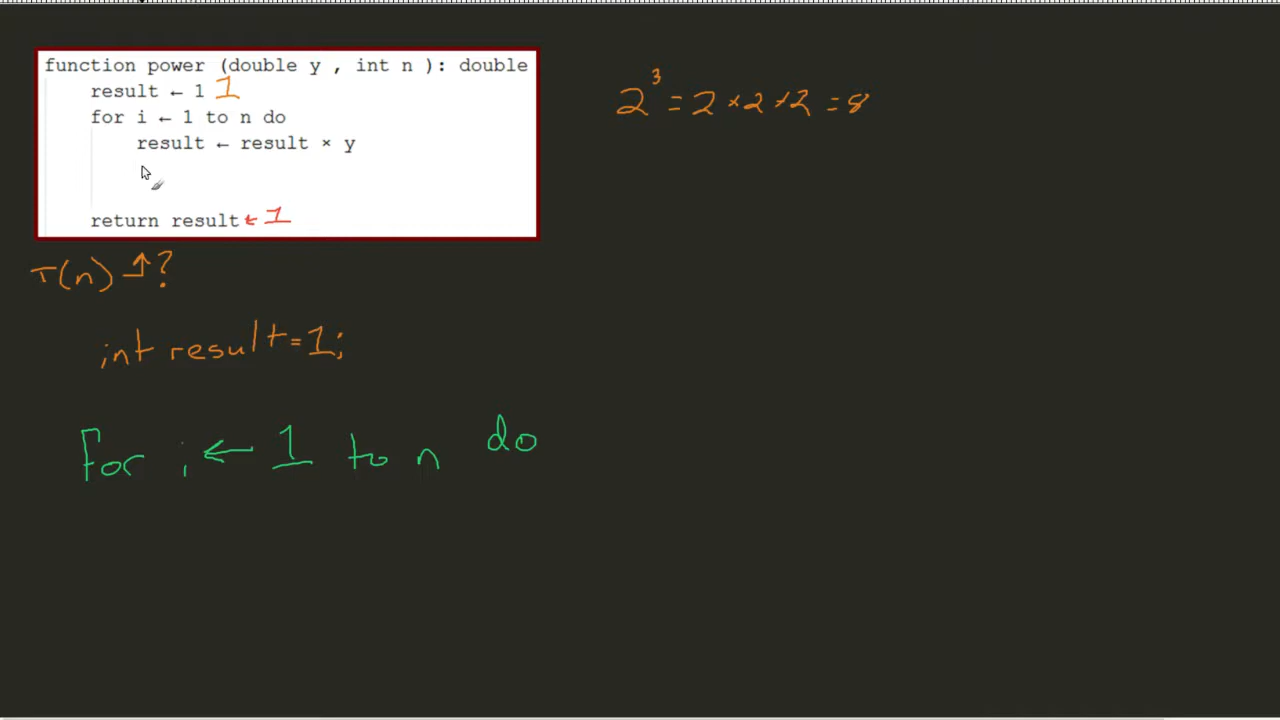 function power (double y , int n ): double
result ← 1 1
for i ← 1 to n do
result ← result × y
return result ← 1
T(n) ↑ ?
int result = 1;
for i ← 1 to n do
2³ = 2 × 2 × 2 = 8